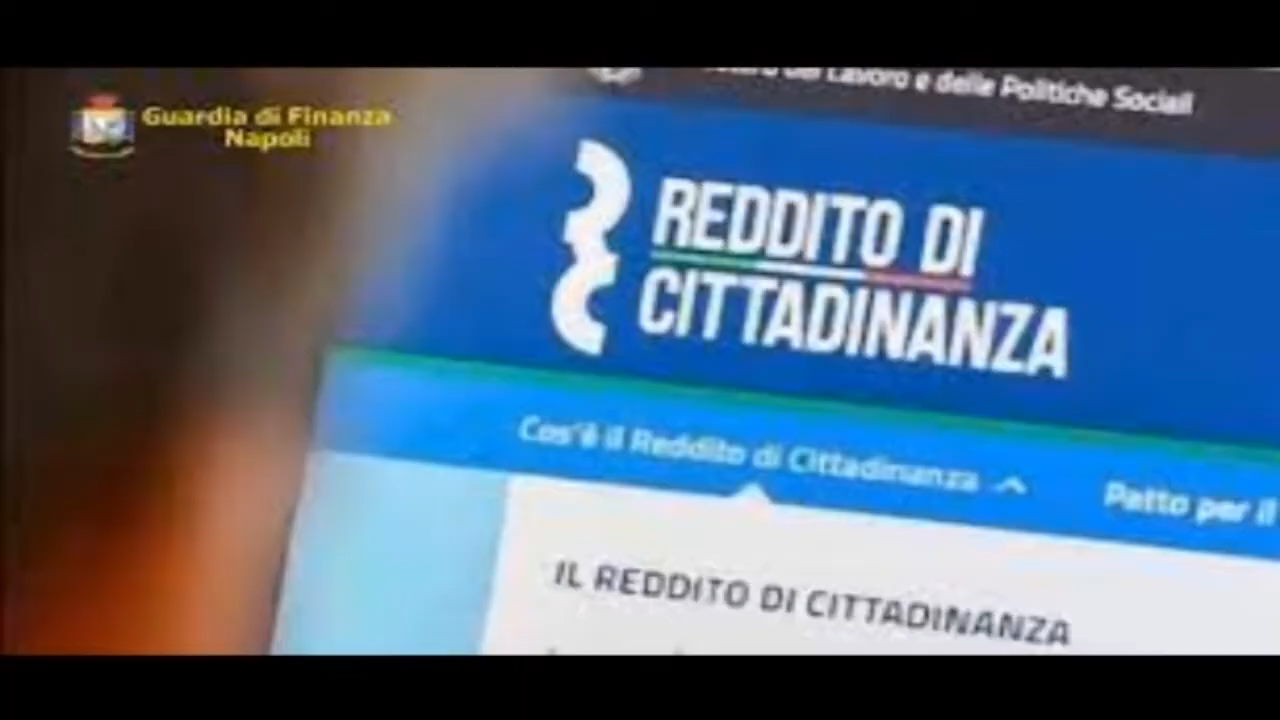 Guardia di Finanza
Napoli
del Lavoro e delle Politiche Sociali
REDDITO DI
CITTADINANZA
Cos'è il Reddito di Cittadinanza
Patto per il
IL REDDITO DI CITTADINANZA